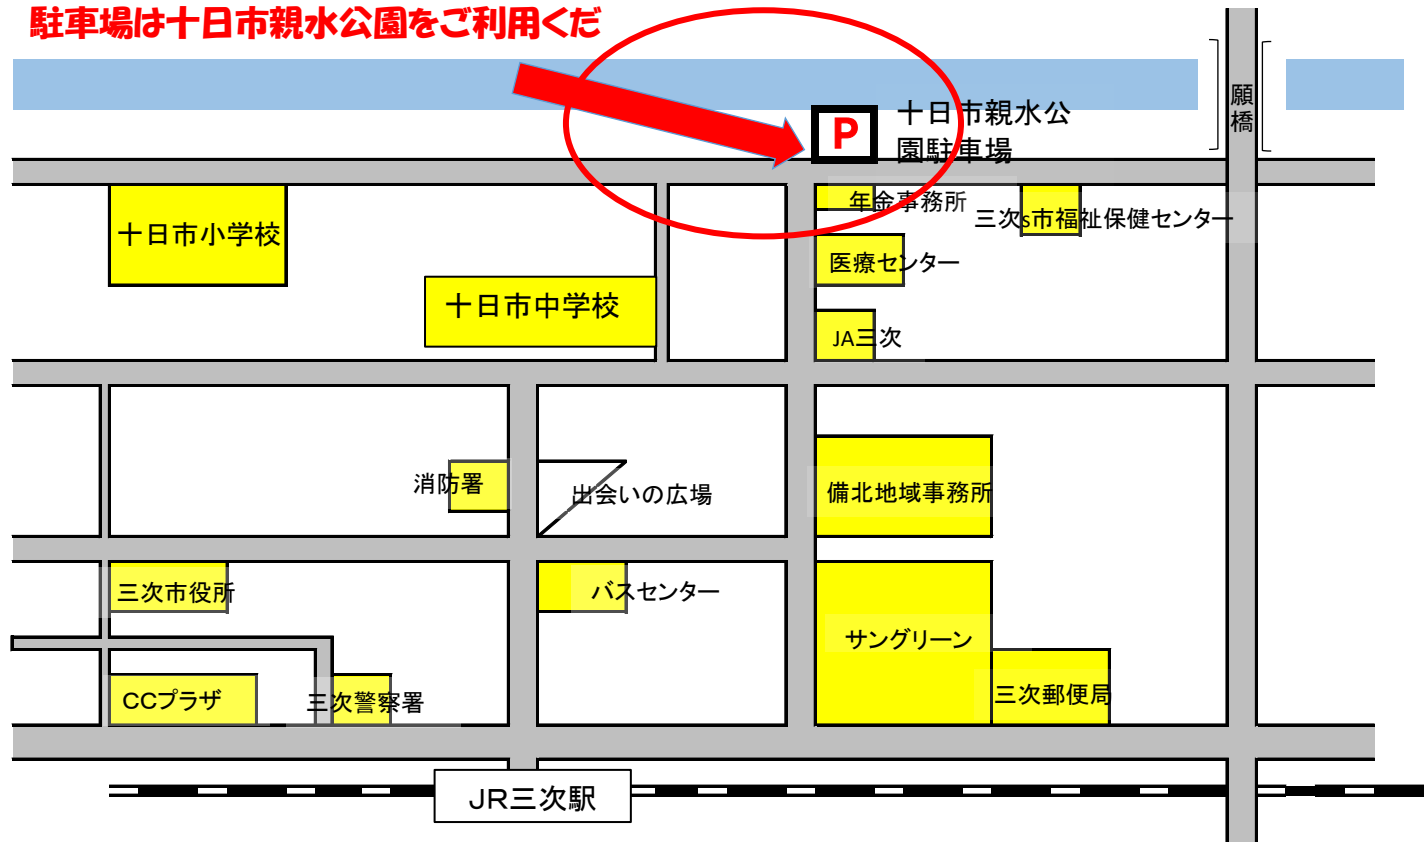 駐車場は十日市親水公園をご利用くだ
願
橋
P
十日市親水公
園駐車場
年金事務所
三次s市福祉保健センター
十日市小学校
医療センター
十日市中学校
JA三次
消防署
出会いの広場
備北地域事務所
三次市役所
バスセンター
サングリーン
CCプラザ
三次警察署
三次郵便局
JR三次駅